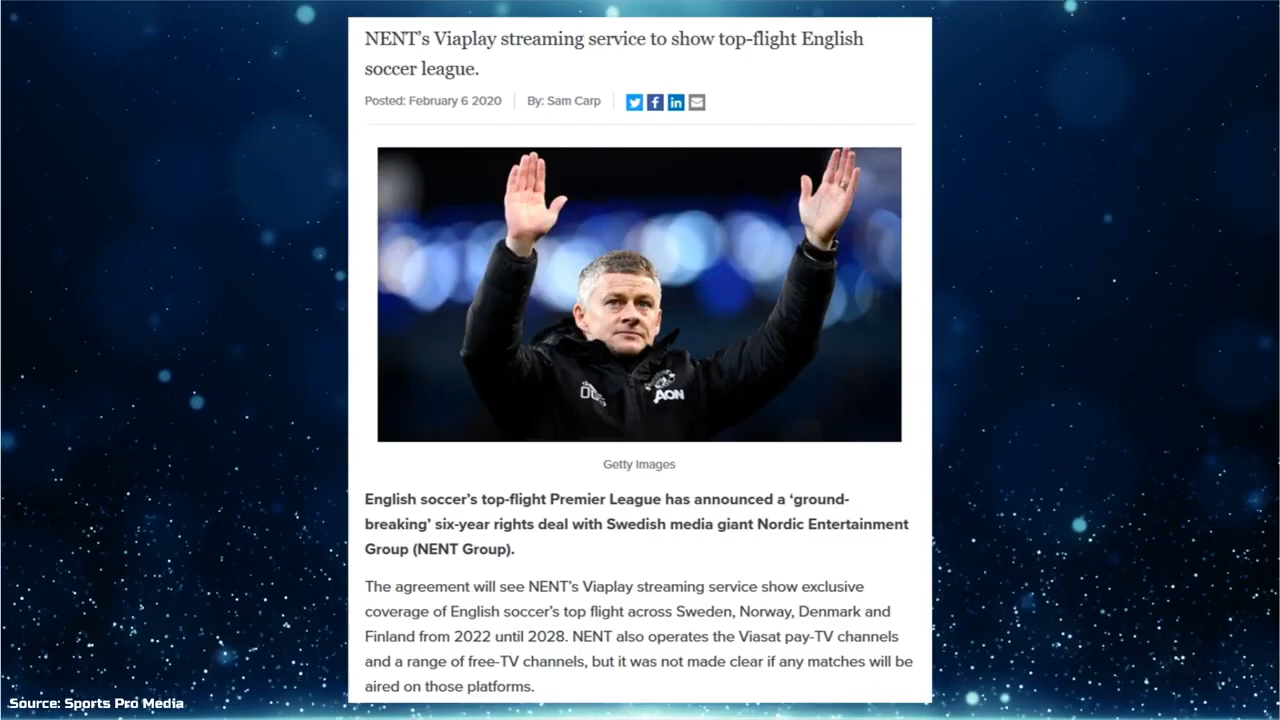 NENT’s Viaplay streaming service to show top-flight English
soccer league.
Posted: February 6 2020
By: Sam Carp
AON
Getty Images
English soccer’s top-flight Premier League has announced a ‘ground-
breaking’ six-year rights deal with Swedish media giant Nordic Entertainment
Group (NENT Group).
The agreement will see NENT’s Viaplay streaming service show exclusive
coverage of English soccer’s top flight across Sweden, Norway, Denmark and
Finland from 2022 until 2028. NENT also operates the Viasat pay-TV channels
and a range of free-TV channels, but it was not made clear if any matches will be
aired on those platforms.
Source: Sports Pro Media